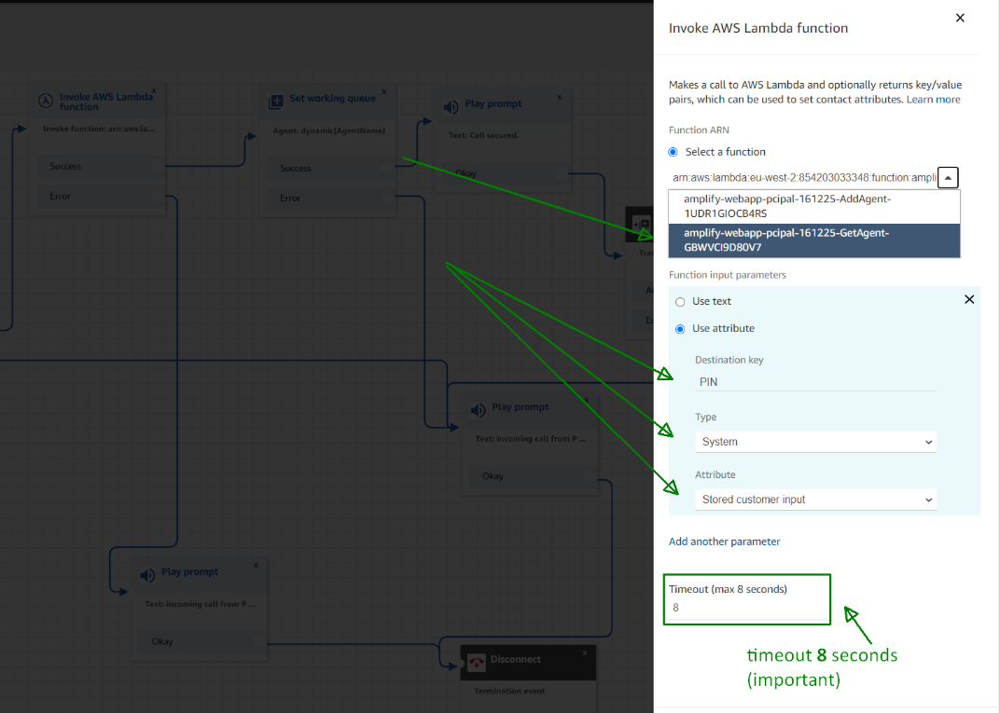 Invoke AWS Lambda function
Makes a call to AWS Lambda and optionally returns key/value
pairs, which can be used to set contact attributes. Learn more
Function ARN
Select a function
arn:aws:lambda:eu-west-2:854203033348:function:ampli
amplify-webapp-pcipal-161225-AddAgent-
1UDR1GIOCB4RS
amplify-webapp-pcipal-161225-GetAgent-
GBWVCI9D80V7
Function input parameters
Use text
Use attribute
Destination key
PIN
Type
System
Attribute
Stored customer input
Add another parameter
Timeout (max 8 seconds)
8
timeout 8 seconds
(important)
Invoke AWS Lambda
function
Invoke function: arn:aws:la...
Success
Error
Set working queue
Agent: dynamic(AgentName)
Success
Error
Play prompt
Text: Call secured.
Okay
Play prompt
Text: incoming call from P ...
Okay
Play prompt
Text: incoming call from P ...
Okay
Disconnect
Termination event